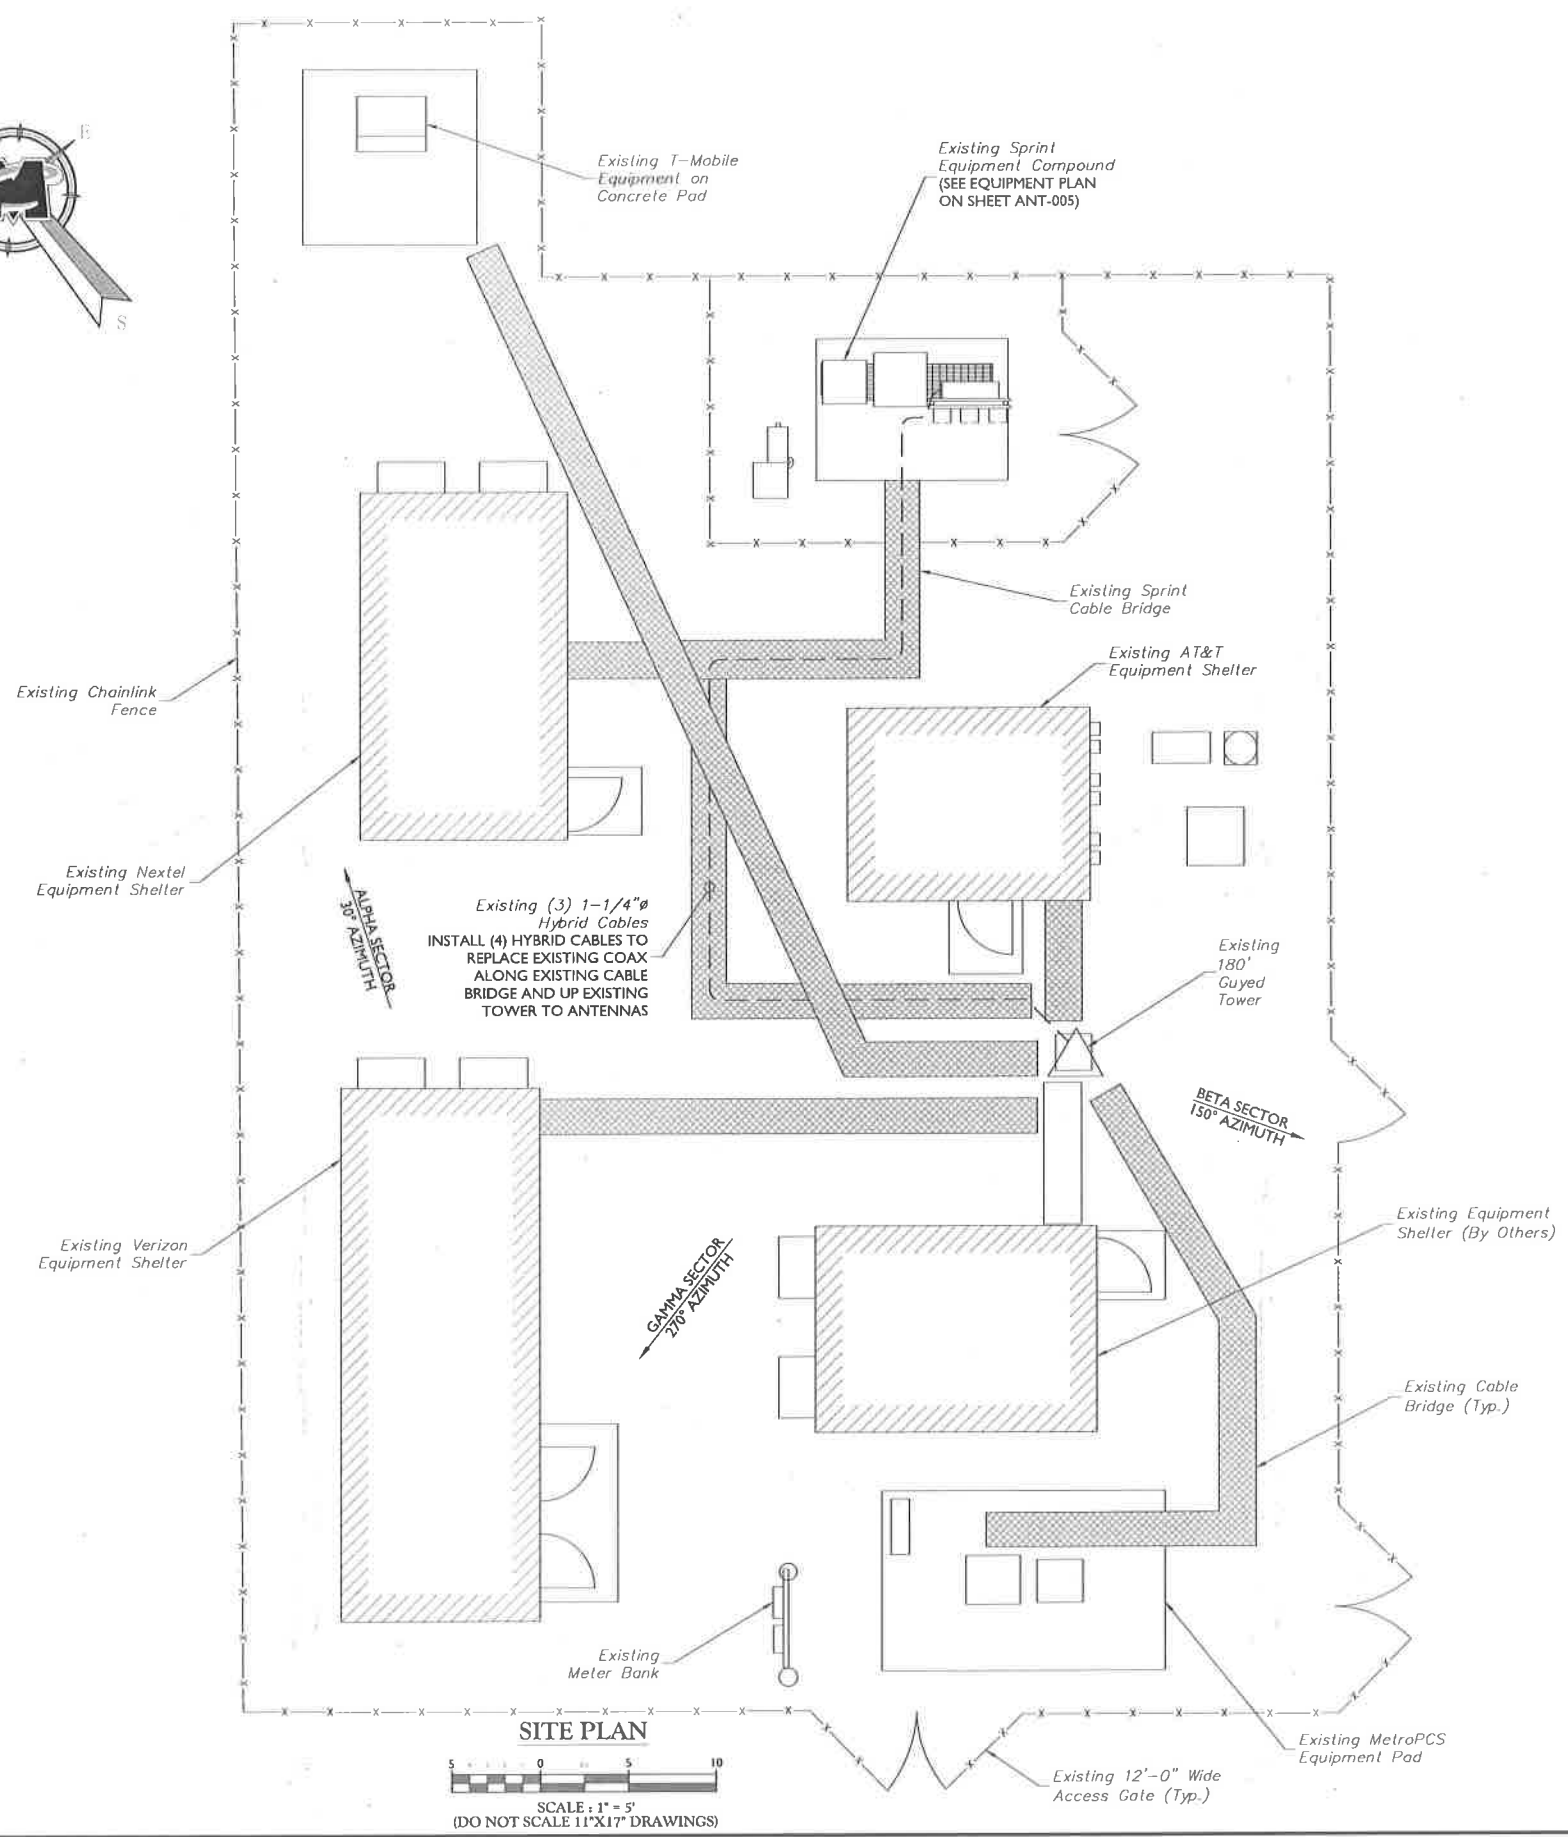 E
S
Existing T-Mobile
Equipment on
Concrete Pad
Existing Sprint
Equipment Compound
(SEE EQUIPMENT PLAN
ON SHEET ANT-005)
Existing Sprint
Cable Bridge
Existing AT&T
Equipment Shelter
Existing Chainlink
Fence
Existing Nextel
Equipment Shelter
ALPHA SECTOR
30° AZIMUTH
Existing (3) 1-1/4"ø
Hybrid Cables
INSTALL (4) HYBRID CABLES TO
REPLACE EXISTING COAX
ALONG EXISTING CABLE
BRIDGE AND UP EXISTING
TOWER TO ANTENNAS
Existing
180'
Guyed
Tower
BETA SECTOR
150° AZIMUTH
Existing Verizon
Equipment Shelter
GAMMA SECTOR
270° AZIMUTH
Existing Equipment
Shelter (By Others)
Existing Cable
Bridge (Typ.)
Existing
Meter Bank
Existing MetroPCS
Equipment Pad
Existing 12'-0" Wide
Access Gate (Typ.)
SITE PLAN
5 0 5 10
SCALE : 1" = 5'
(DO NOT SCALE 11"X17" DRAWINGS)